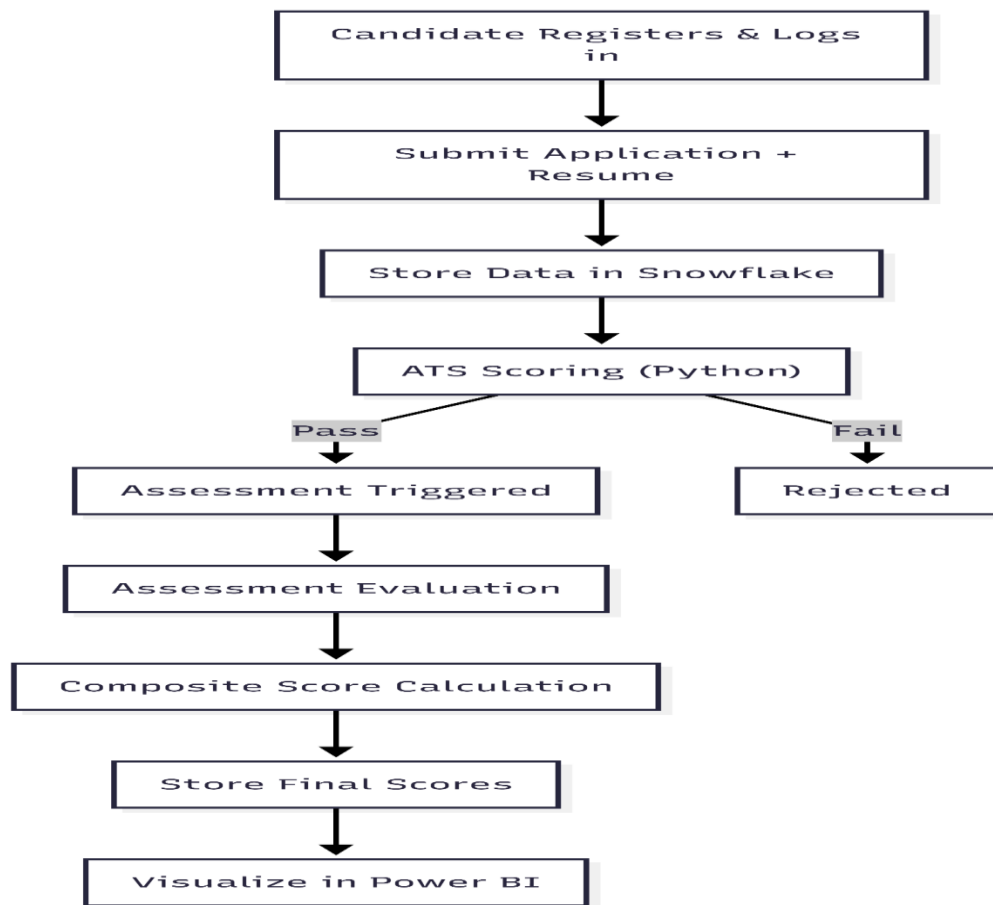 Candidate Registers & Logs
in
Submit Application +
Resume
Store Data in Snowflake
ATS Scoring (Python)
Pass
Fail
Assessment Triggered
Rejected
Assessment Evaluation
Composite Score Calculation
Store Final Scores
Visualize in Power BI